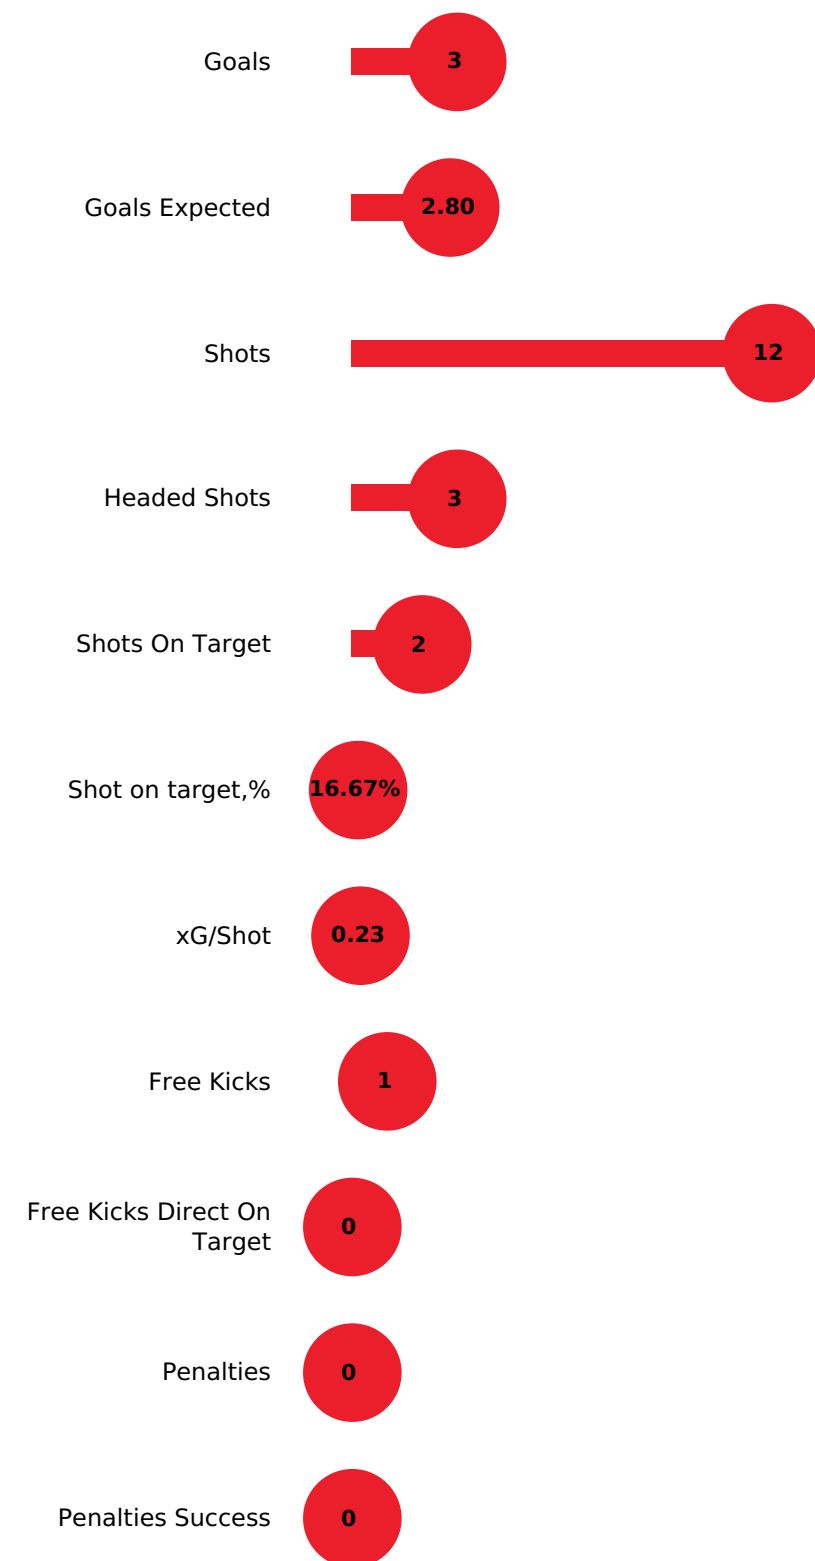 Goals
3
Goals Expected
2.80
Shots
12
Headed Shots
3
Shots On Target
2
Shot on target,%
16.67%
xG/Shot
0.23
Free Kicks
1
Free Kicks Direct On
Target
0
Penalties
0
Penalties Success
0